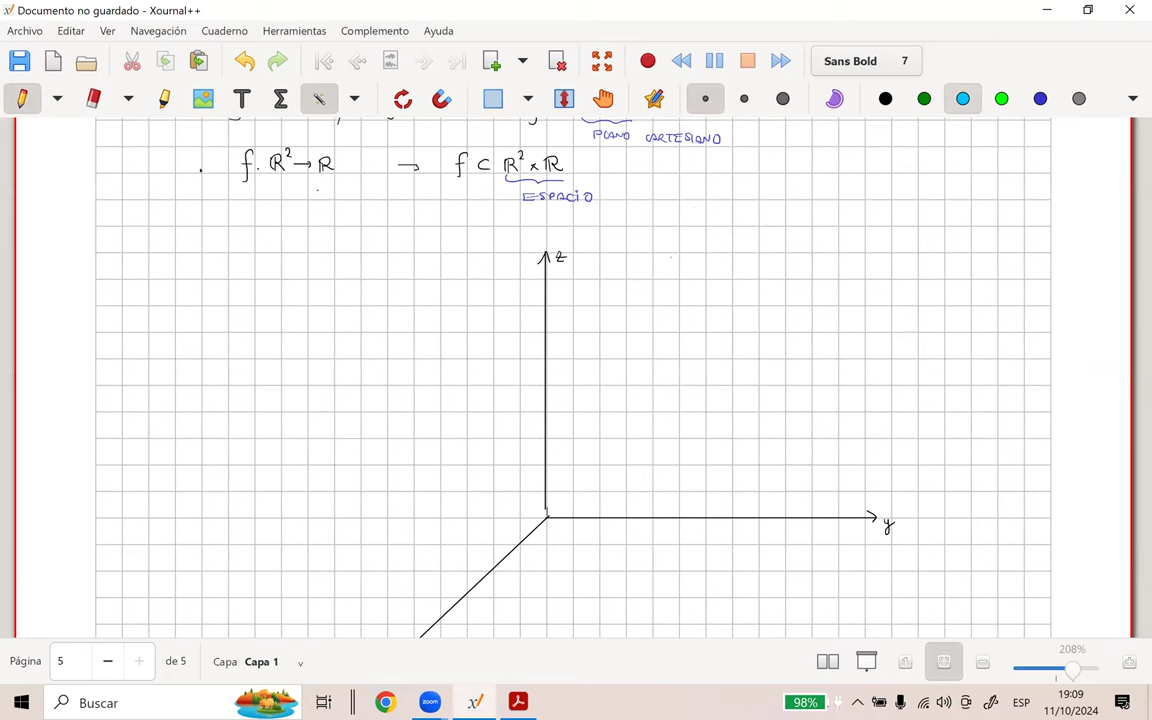 Documento no guardado - Xournal++
Archivo Editar Ver Navegación Cuaderno Herramientas Complemento Ayuda
Sans Bold 7
PLANO CARTESIANO
. f. ℝ² → ℝ → f ⊂ ℝ² × ℝ
ESPACIO
z
y
Página 5 de 5 Capa Capa 1 208%
Buscar zoom 98% ESP 19:09
11/10/2024